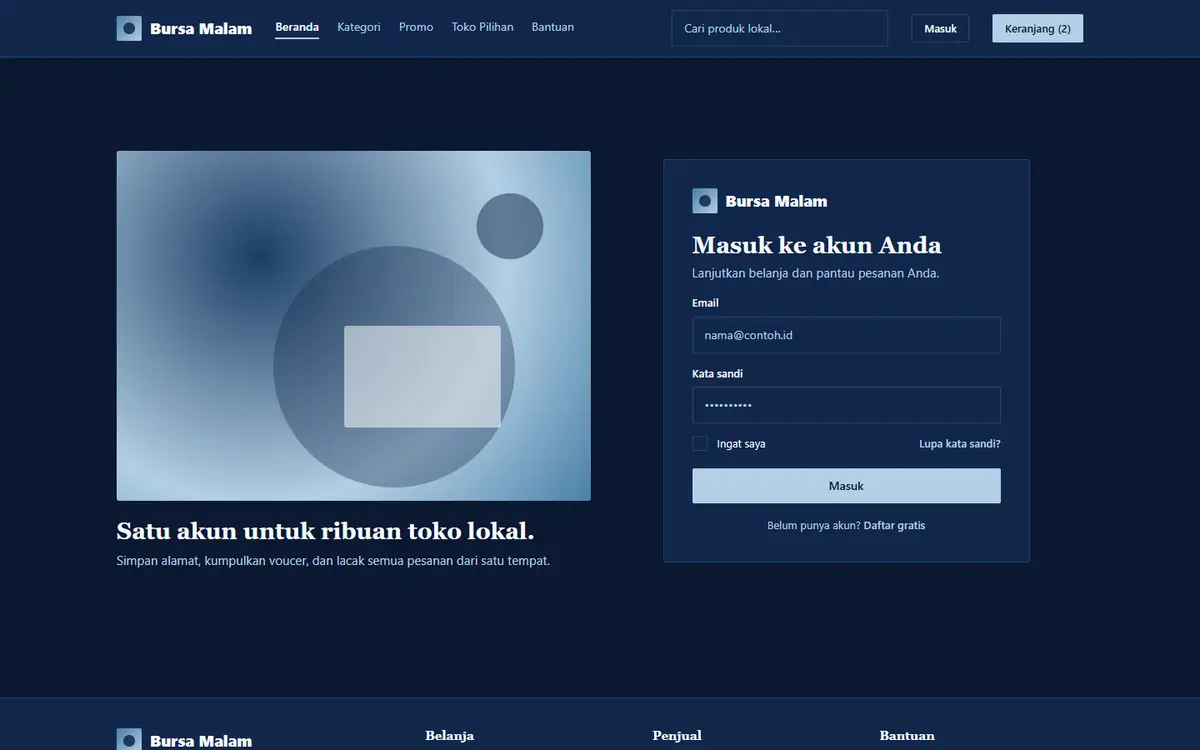 Bursa Malam
Beranda Kategori Promo Toko Pilihan Bantuan
Cari produk lokal...
Masuk
Keranjang (2)
Satu akun untuk ribuan toko lokal.
Simpan alamat, kumpulkan voucer, dan lacak semua pesanan dari satu tempat.
Bursa Malam
Masuk ke akun Anda
Lanjutkan belanja dan pantau pesanan Anda.
Email
nama@contoh.id
Kata sandi
••••••••••
Ingat saya
Lupa kata sandi?
Masuk
Belum punya akun? Daftar gratis
Bursa Malam
Belanja
Penjual
Bantuan